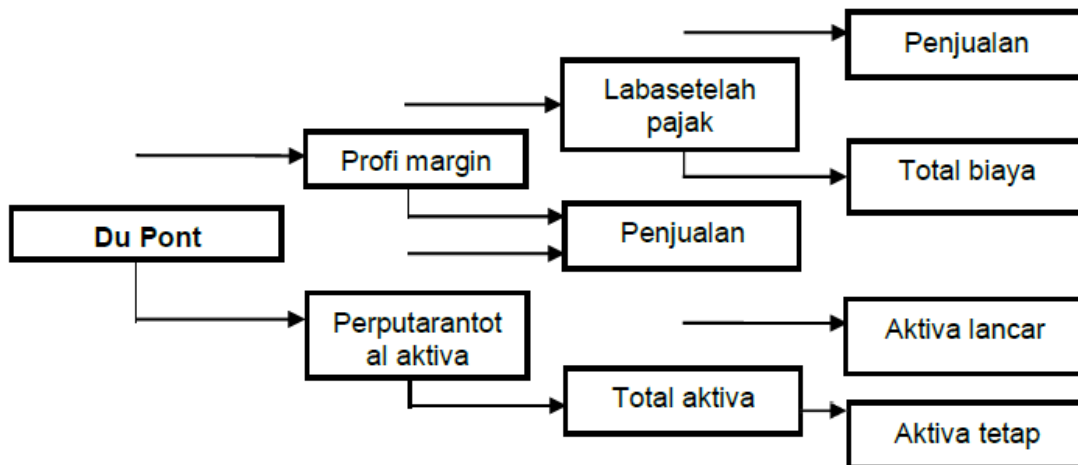 Penjualan
Labasetelah
pajak
Profi margin
Total biaya
Du Pont
Penjualan
Perputarantot
al aktiva
Aktiva lancar
Total aktiva
Aktiva tetap